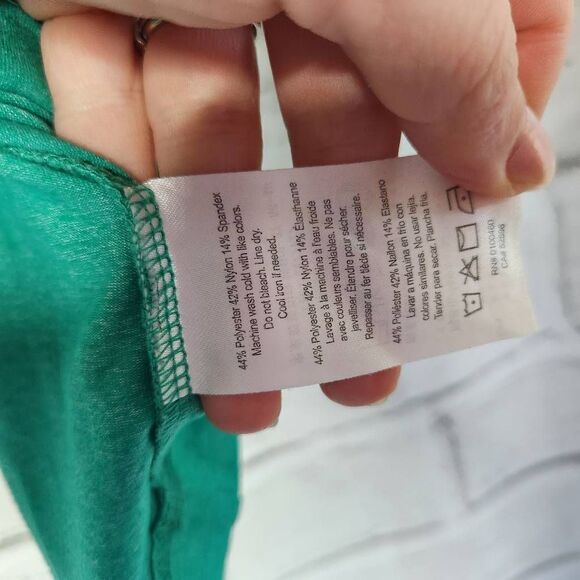 44% Polyester 42% Nylon 14% Spandex
Machine wash cold with like colors.
Do not bleach. Line dry.
Cool iron if needed.
44% Polyester 42% Nylon 14% Élasthanne
Lavage à la machine à l'eau froide
avec couleurs semblables. Ne pas
javelliser. Étendre pour sécher.
Repasser au fer tiède si nécessaire.
44% Poliéster 42% Nailon 14% Elastano
Lavar a máquina en frío con
colores similares. No usar lejía.
Tender para secar. Plancha fría.
RN#
CA#